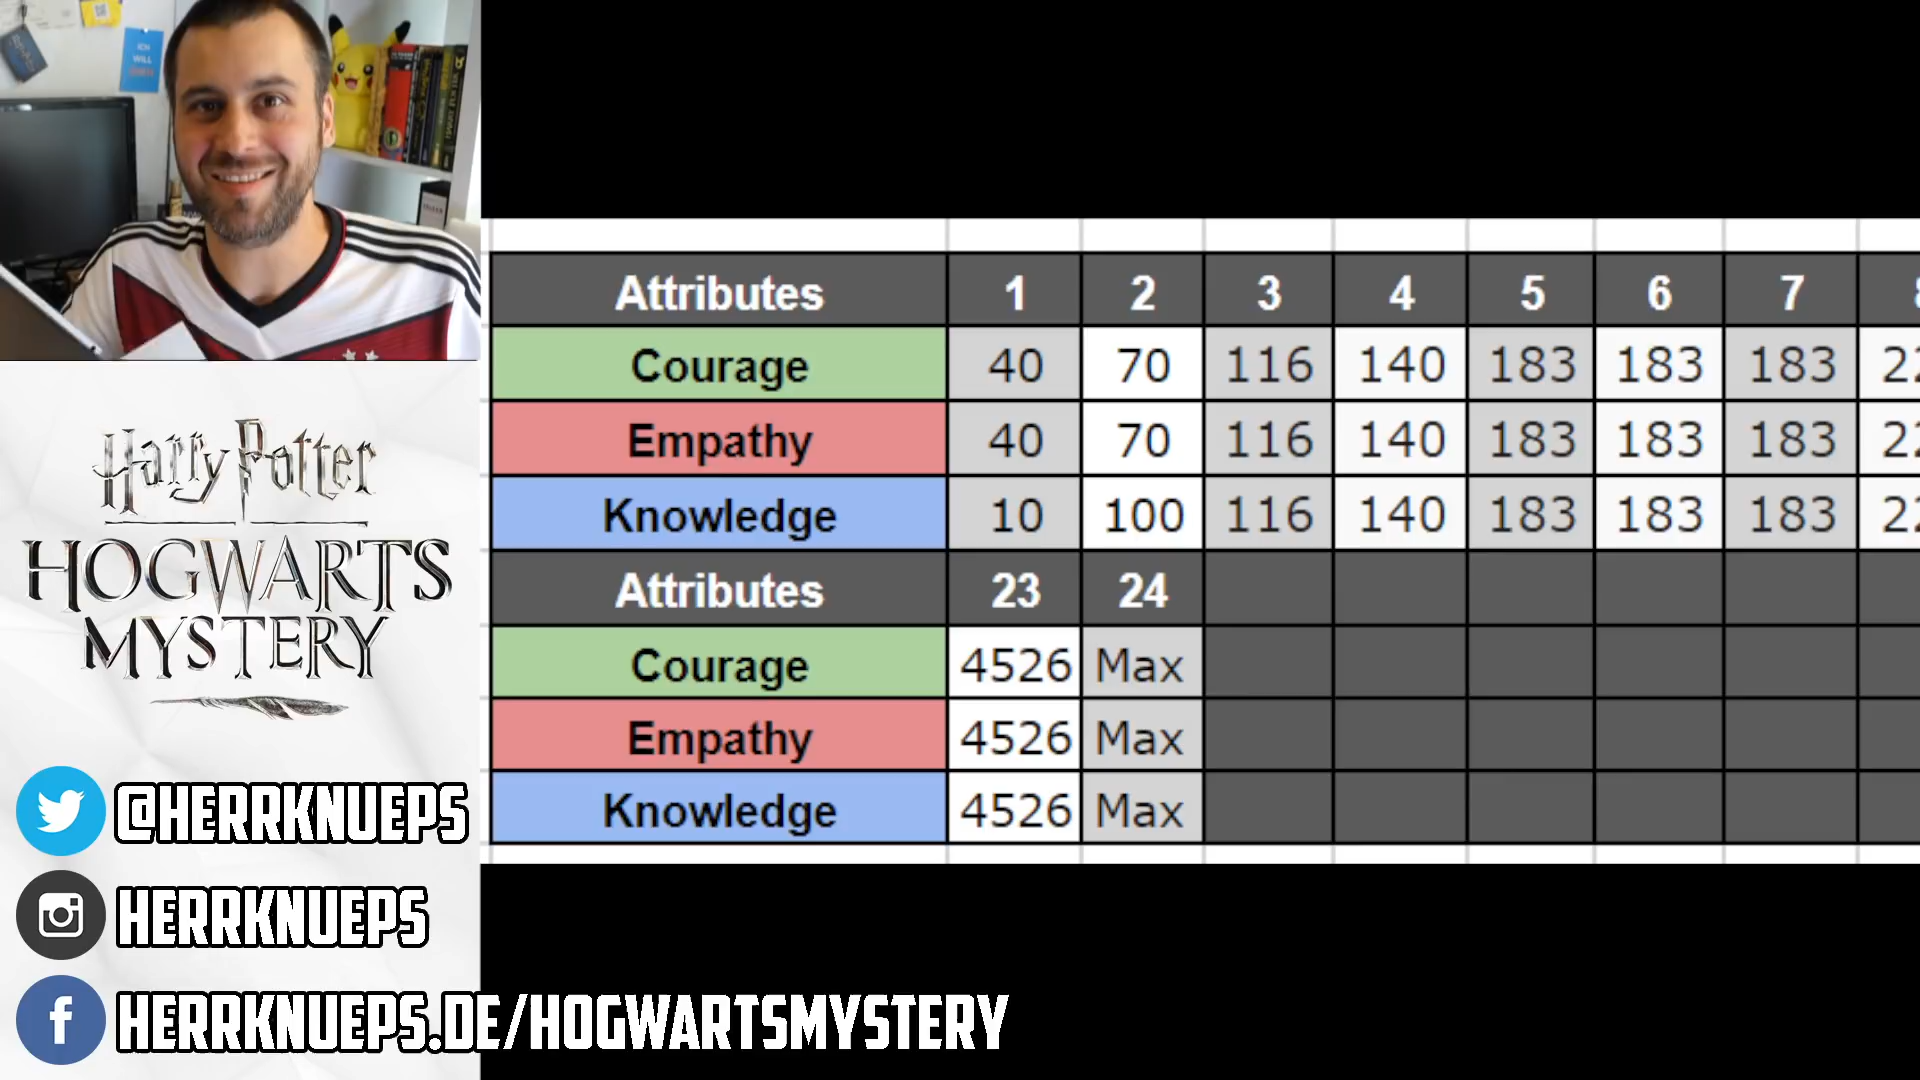 ICH
WILL
Harry Potter
HOGWARTS
MYSTERY
@HERRKNUEPS
HERRKNUEPS
HERRKNUEPS.DE/HOGWARTSMYSTERY
Attributes 1 2 3 4 5 6 7
Courage 40 70 116 140 183 183 183
Empathy 40 70 116 140 183 183 183
Knowledge 10 100 116 140 183 183 183
Attributes 23 24
Courage 4526 Max
Empathy 4526 Max
Knowledge 4526 Max